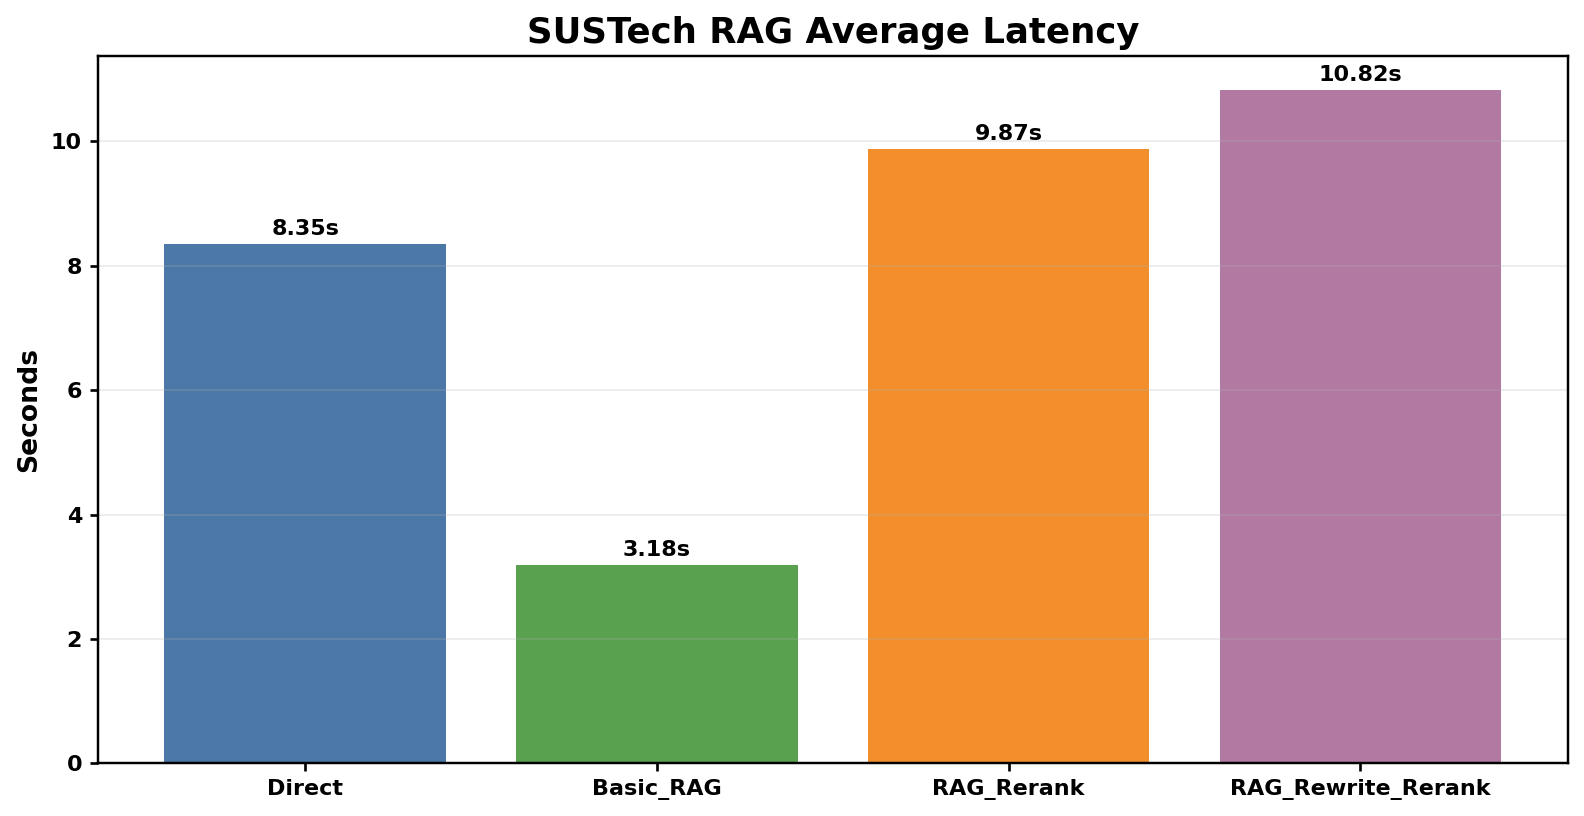 SUSTech RAG Average Latency
10.82s
9.87s
8.35s
3.18s
Seconds
10
8
6
4
2
0
Direct
Basic_RAG
RAG_Rerank
RAG_Rewrite_Rerank